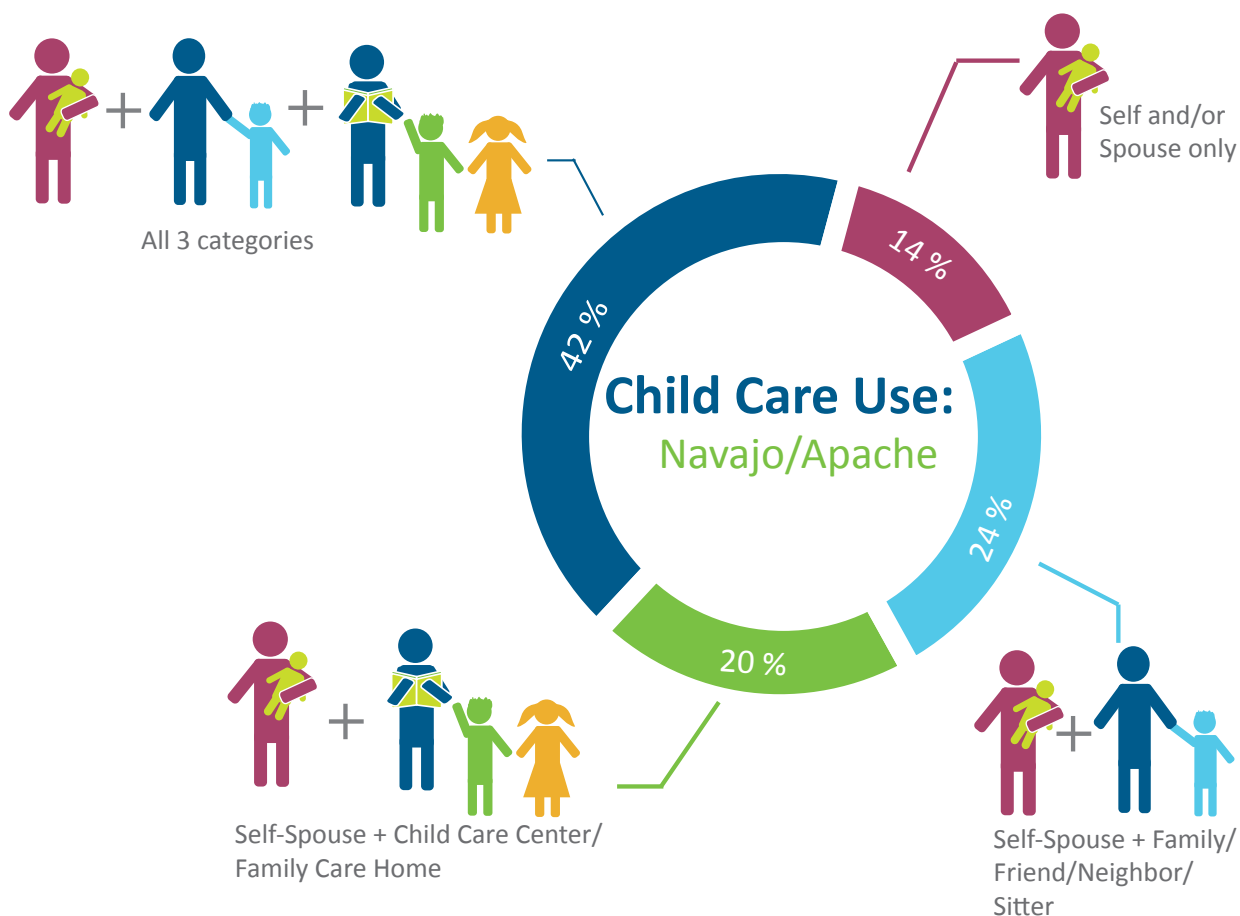 All 3 categories
Self and/or
Spouse only
14 %
42 %
Child Care Use:
Navajo/Apache
24 %
20 %
Self-Spouse + Child Care Center/
Family Care Home
Self-Spouse + Family/
Friend/Neighbor/
Sitter